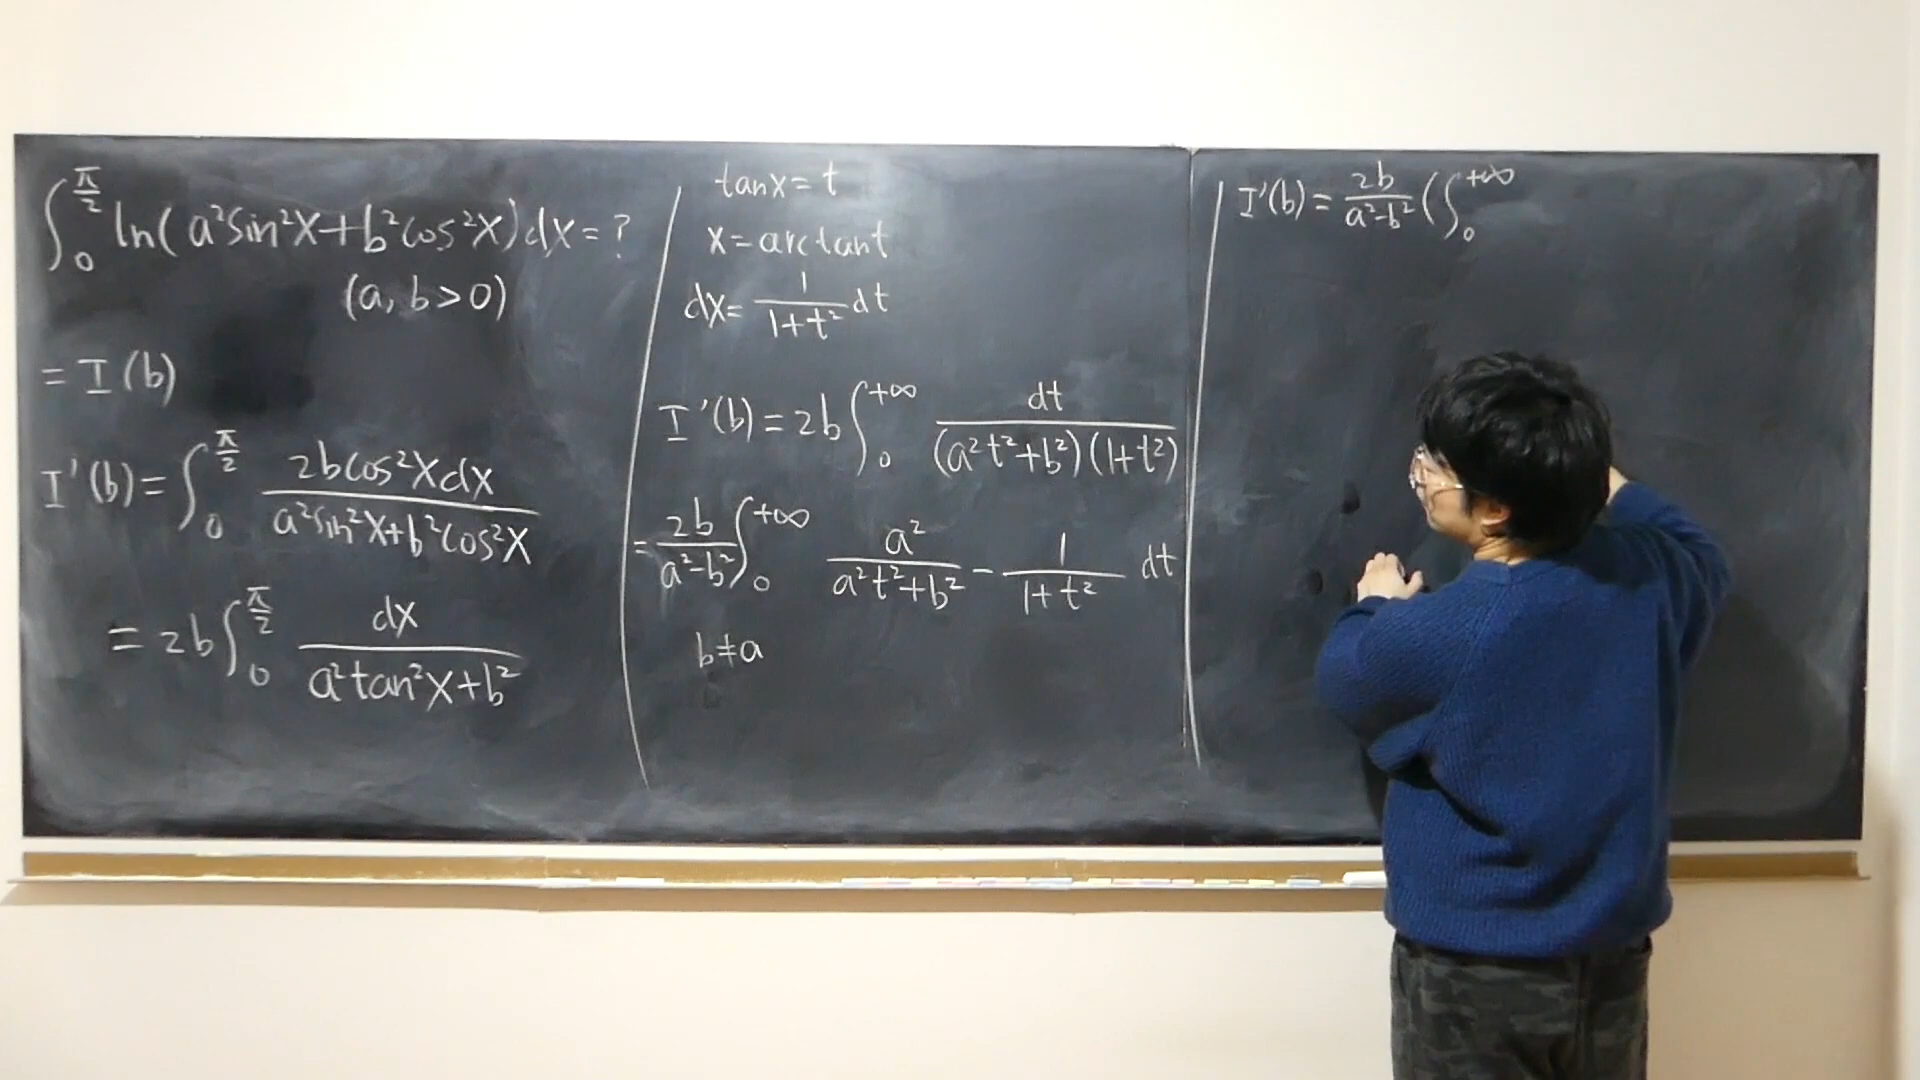 ∫₀^(π/2) ln(a²sin²x+b²cos²x)dx=?
(a, b>0)
= I(b)
I'(b)= ∫₀^(π/2) 2bcos²xdx / (a²sin²x+b²cos²x)
= 2b∫₀^(π/2) dx / (a²tan²x+b²)
tanx=t
x=arctant
dx= 1/(1+t²) dt
I'(b)=2b∫₀^(+∞) dt / ((a²t²+b²)(1+t²))
= 2b/(a²-b²) ∫₀^(+∞) a²/(a²t²+b²) - 1/(1+t²) dt
b≠a
I'(b)= 2b/(a²-b²) (∫₀^(+∞)